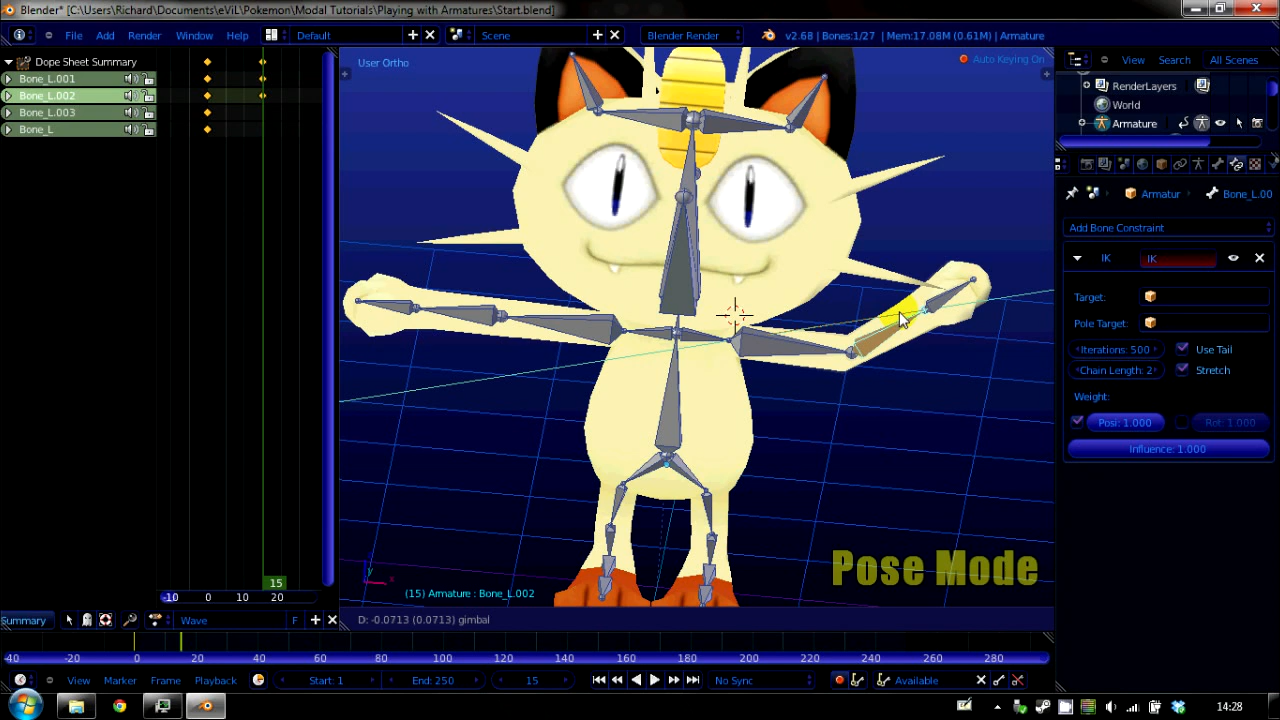 Blender* [C:\Users\Richard\Documents\eViL\Pokemon\Modal Tutorials\Playing with Armatures\Start.blend]
File Add Render Window Help Default Scene Blender Render v2.68 | Bones:1/27 | Mem:17.08M (0.61M) | Armature
Dope Sheet Summary
Bone_L.001
Bone_L.002
Bone_L.003
Bone_L
-10 0 10 20
15
Summary Wave F
User Ortho
Auto Keying On
Pose Mode
(15) Armature : Bone_L.002
D: -0.0713 (0.0713) gimbal
View Search All Scenes
RenderLayers
World
Armature
Armatur Bone_L.00
Add Bone Constraint
IK IK
Target:
Pole Target:
Iterations: 500 Use Tail
Chain Length: 2 Stretch
Weight:
Posi: 1.000 Rot: 1.000
Influence: 1.000
-40 -20 0 20 40 60 80 100 120 140 160 180 200 220 240 260 280
View Marker Frame Playback Start: 1 End: 250 15 No Sync Available
14:28